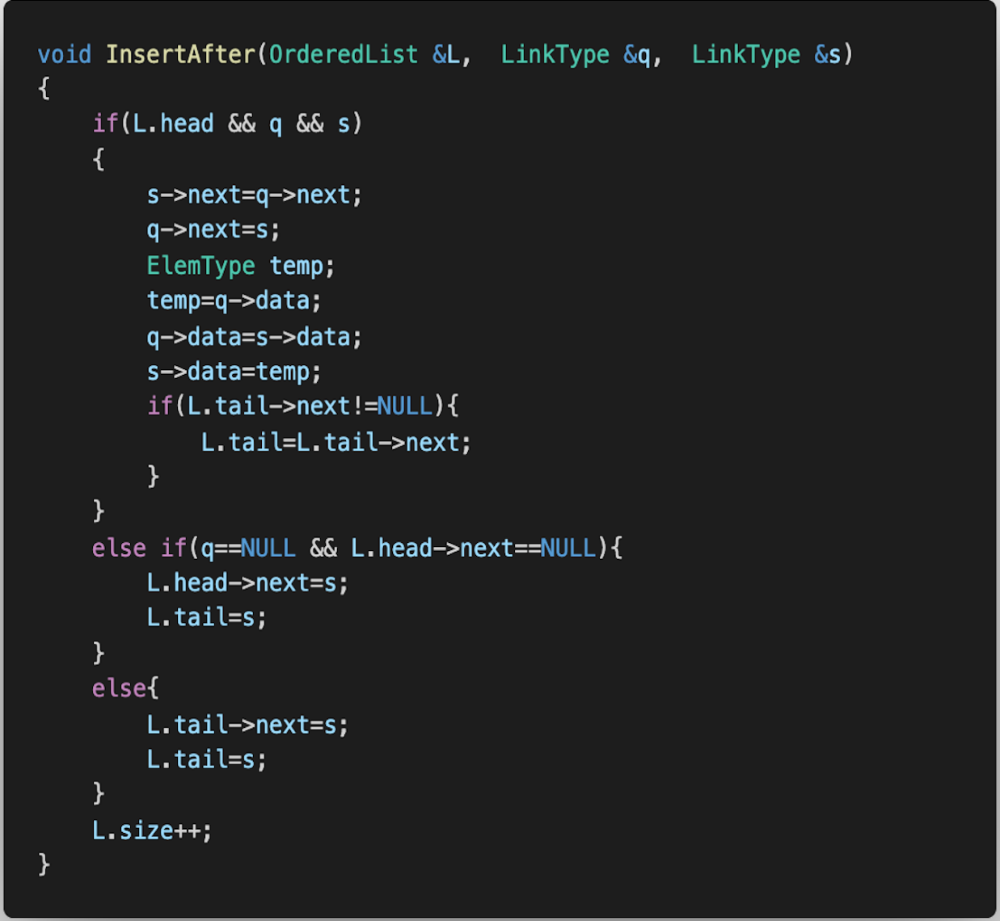 void InsertAfter(OrderedList &L,  LinkType &q,  LinkType &s)
{
    if(L.head && q && s)
    {
        s->next=q->next;
        q->next=s;
        ElemType temp;
        temp=q->data;
        q->data=s->data;
        s->data=temp;
        if(L.tail->next!=NULL){
            L.tail=L.tail->next;
        }
    }
    else if(q==NULL && L.head->next==NULL){
        L.head->next=s;
        L.tail=s;
    }
    else{
        L.tail->next=s;
        L.tail=s;
    }
    L.size++;
}